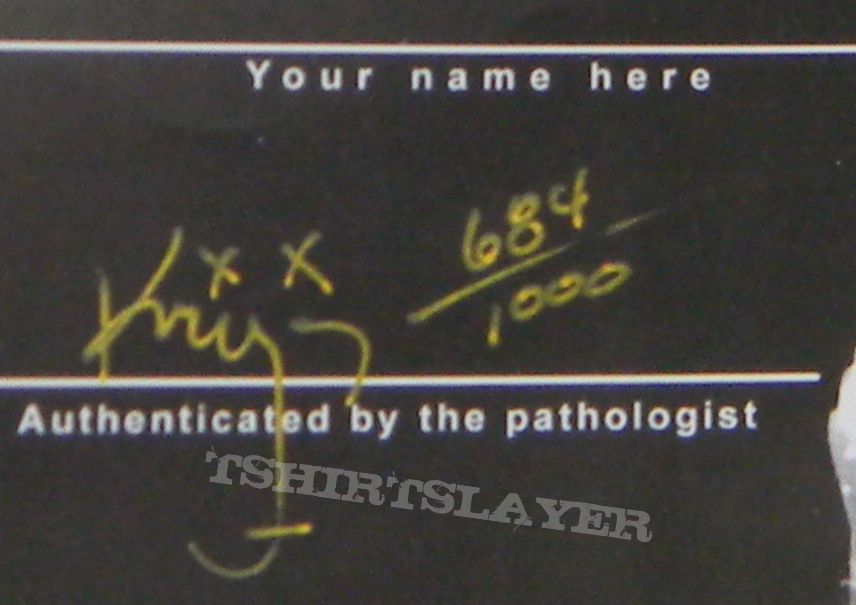 Your name here
684
1000
Authenticated by the pathologist
TSHIRTSLAYER